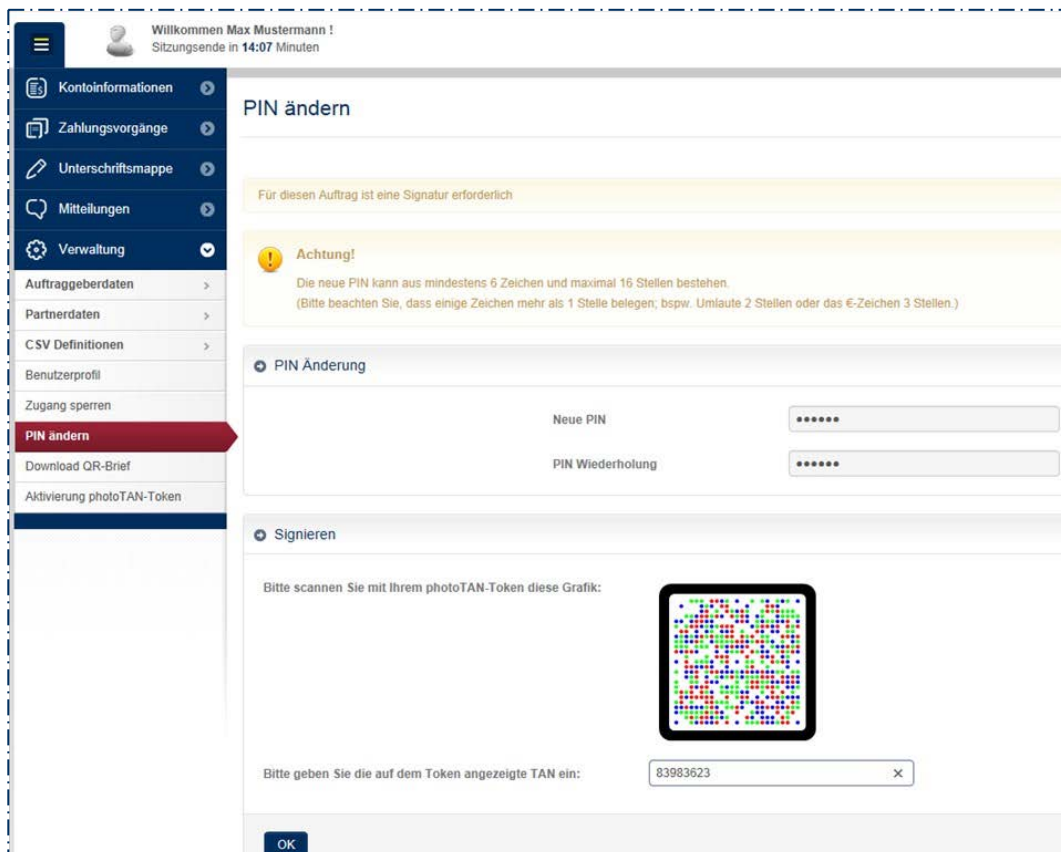 Willkommen Max Mustermann !
Sitzungsende in 14:07 Minuten
Kontoinformationen
Zahlungsvorgänge
Unterschriftsmappe
Mitteilungen
Verwaltung
Auftraggeberdaten
Partnerdaten
CSV Definitionen
Benutzerprofil
Zugang sperren
PIN ändern
Download QR-Brief
Aktivierung photoTAN-Token
PIN ändern
Für diesen Auftrag ist eine Signatur erforderlich
Achtung!
Die neue PIN kann aus mindestens 6 Zeichen und maximal 16 Stellen bestehen.
(Bitte beachten Sie, dass einige Zeichen mehr als 1 Stelle belegen; bspw. Umlaute 2 Stellen oder das €-Zeichen 3 Stellen.)
PIN Änderung
Neue PIN ••••••
PIN Wiederholung ••••••
Signieren
Bitte scannen Sie mit Ihrem photoTAN-Token diese Grafik:
Bitte geben Sie die auf dem Token angezeigte TAN ein: 83983623
OK